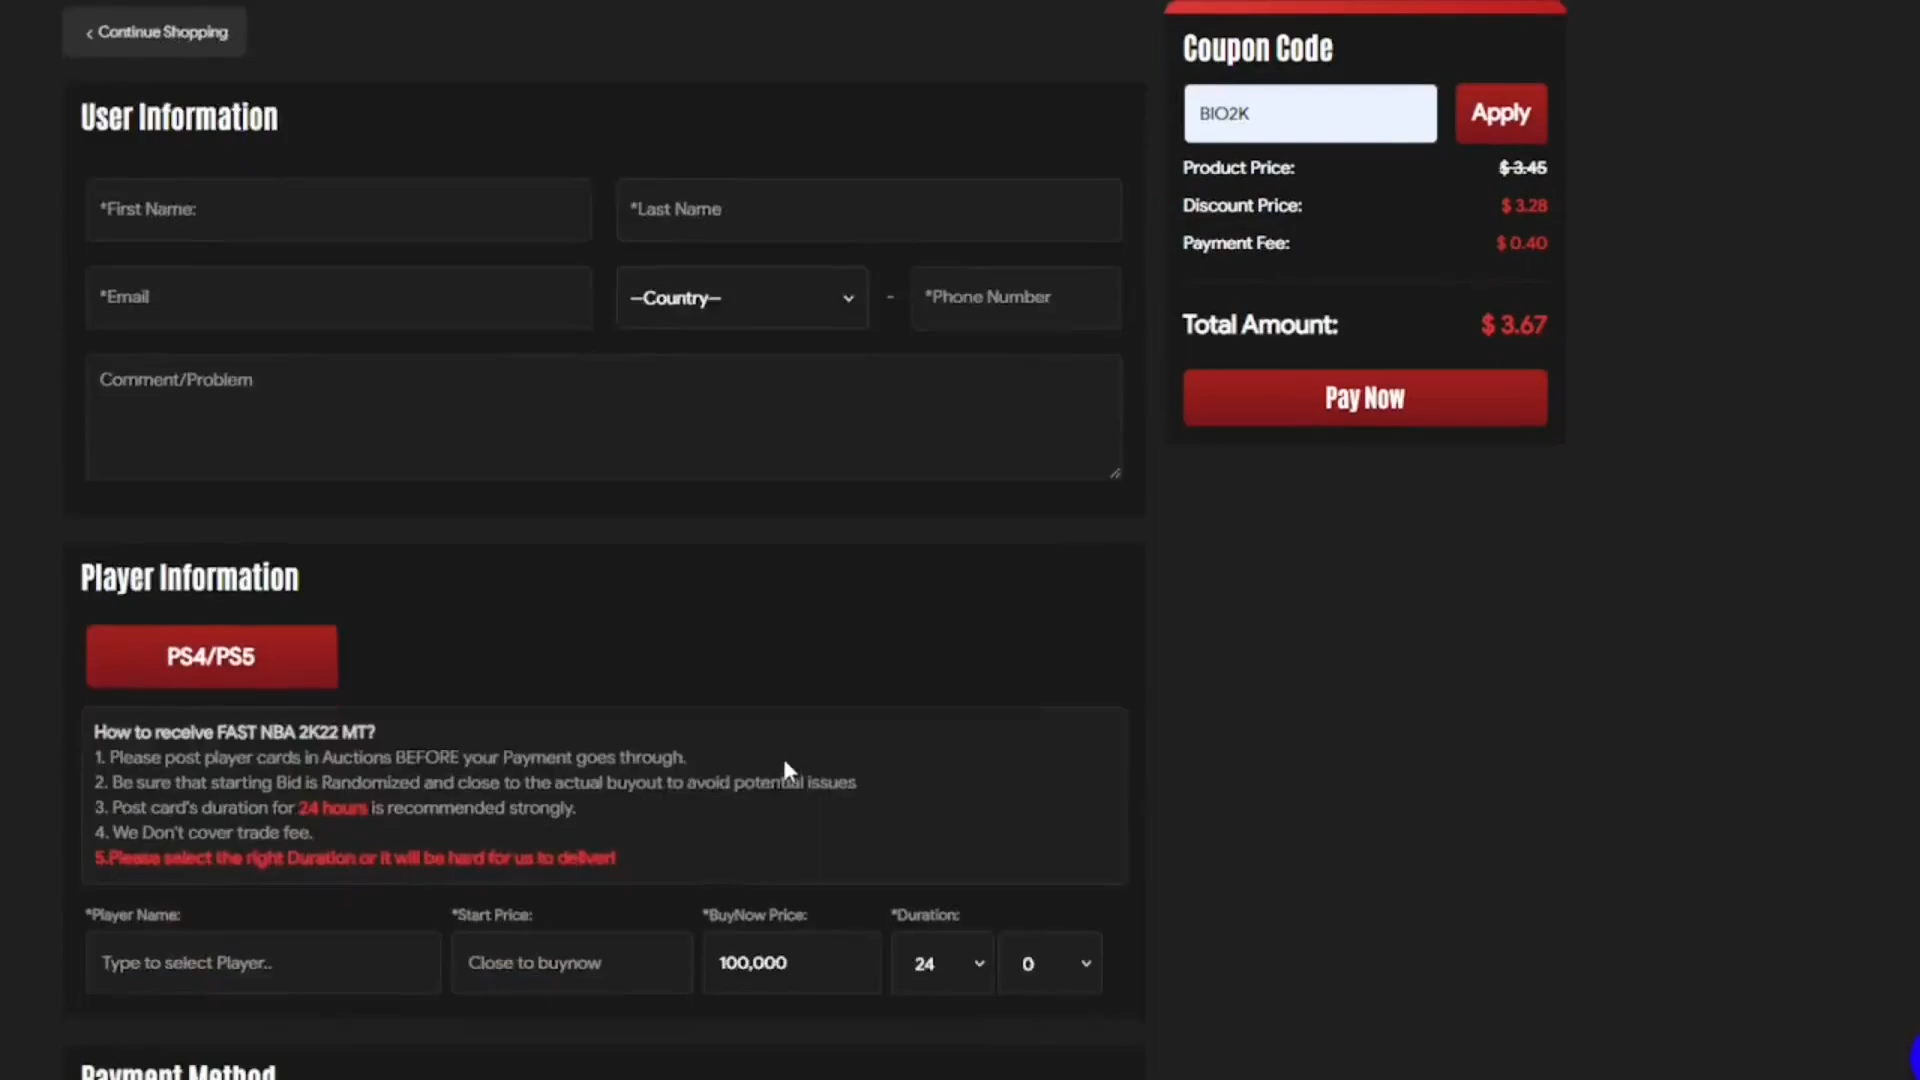 ‹ Continue Shopping
User Information
*First Name:
*Last Name
*Email
—Country—
-
*Phone Number
Comment/Problem
Coupon Code
BIO2K
Apply
Product Price: $ 3.45
Discount Price: $ 3.28
Payment Fee: $ 0.40
Total Amount: $ 3.67
Pay Now
Player Information
PS4/PS5
How to receive FAST NBA 2K22 MT?
1. Please post player cards in Auctions BEFORE your Payment goes through.
2. Be sure that starting Bid is Randomized and close to the actual buyout to avoid potential issues
3. Post card's duration for 24 hours is recommended strongly.
4. We Don't cover trade fee.
5.Please select the right Duration or it will be hard for us to deliver!
*Player Name:
*Start Price:
*BuyNow Price:
*Duration:
Type to select Player..
Close to buynow
100,000
24
0
Payment Method